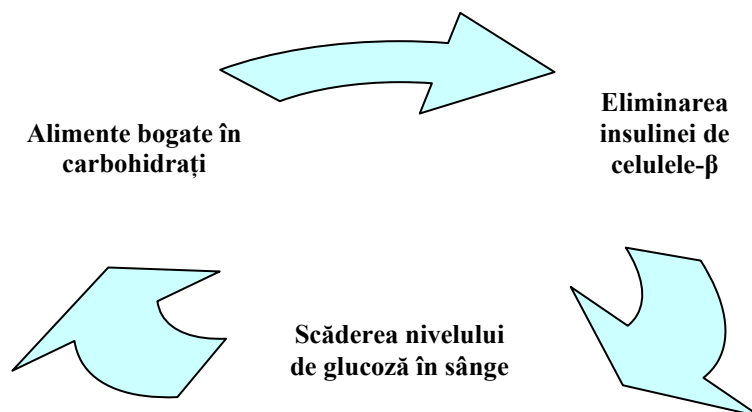 Alimente bogate în
carbohidrați
Eliminarea
insulinei de
celulele-β
Scăderea nivelului
de glucoză în sânge